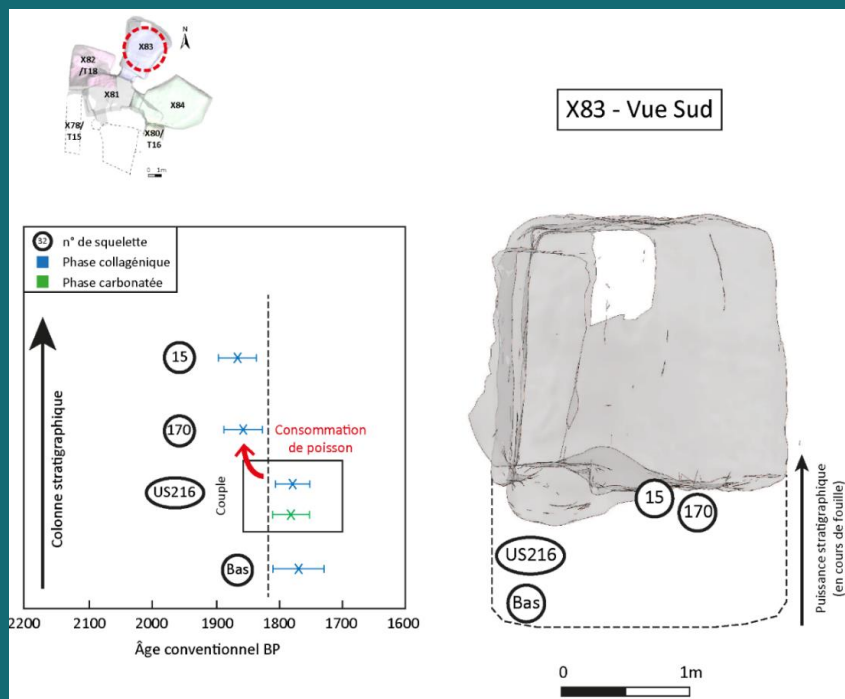 X83
N
X82
/T18
X81
X84
X78/
T15
X80/
T16
0 1m
X83 - Vue Sud
32 n° de squelette
Phase collagénique
Phase carbonatée
Colonne stratigraphique
15
170
Consommation
de poisson
US216
Couple
Bas
2200 2100 2000 1900 1800 1700 1600
Âge conventionnel BP
15
170
US216
Bas
Puissance stratigraphique
(en cours de fouille)
0 1m